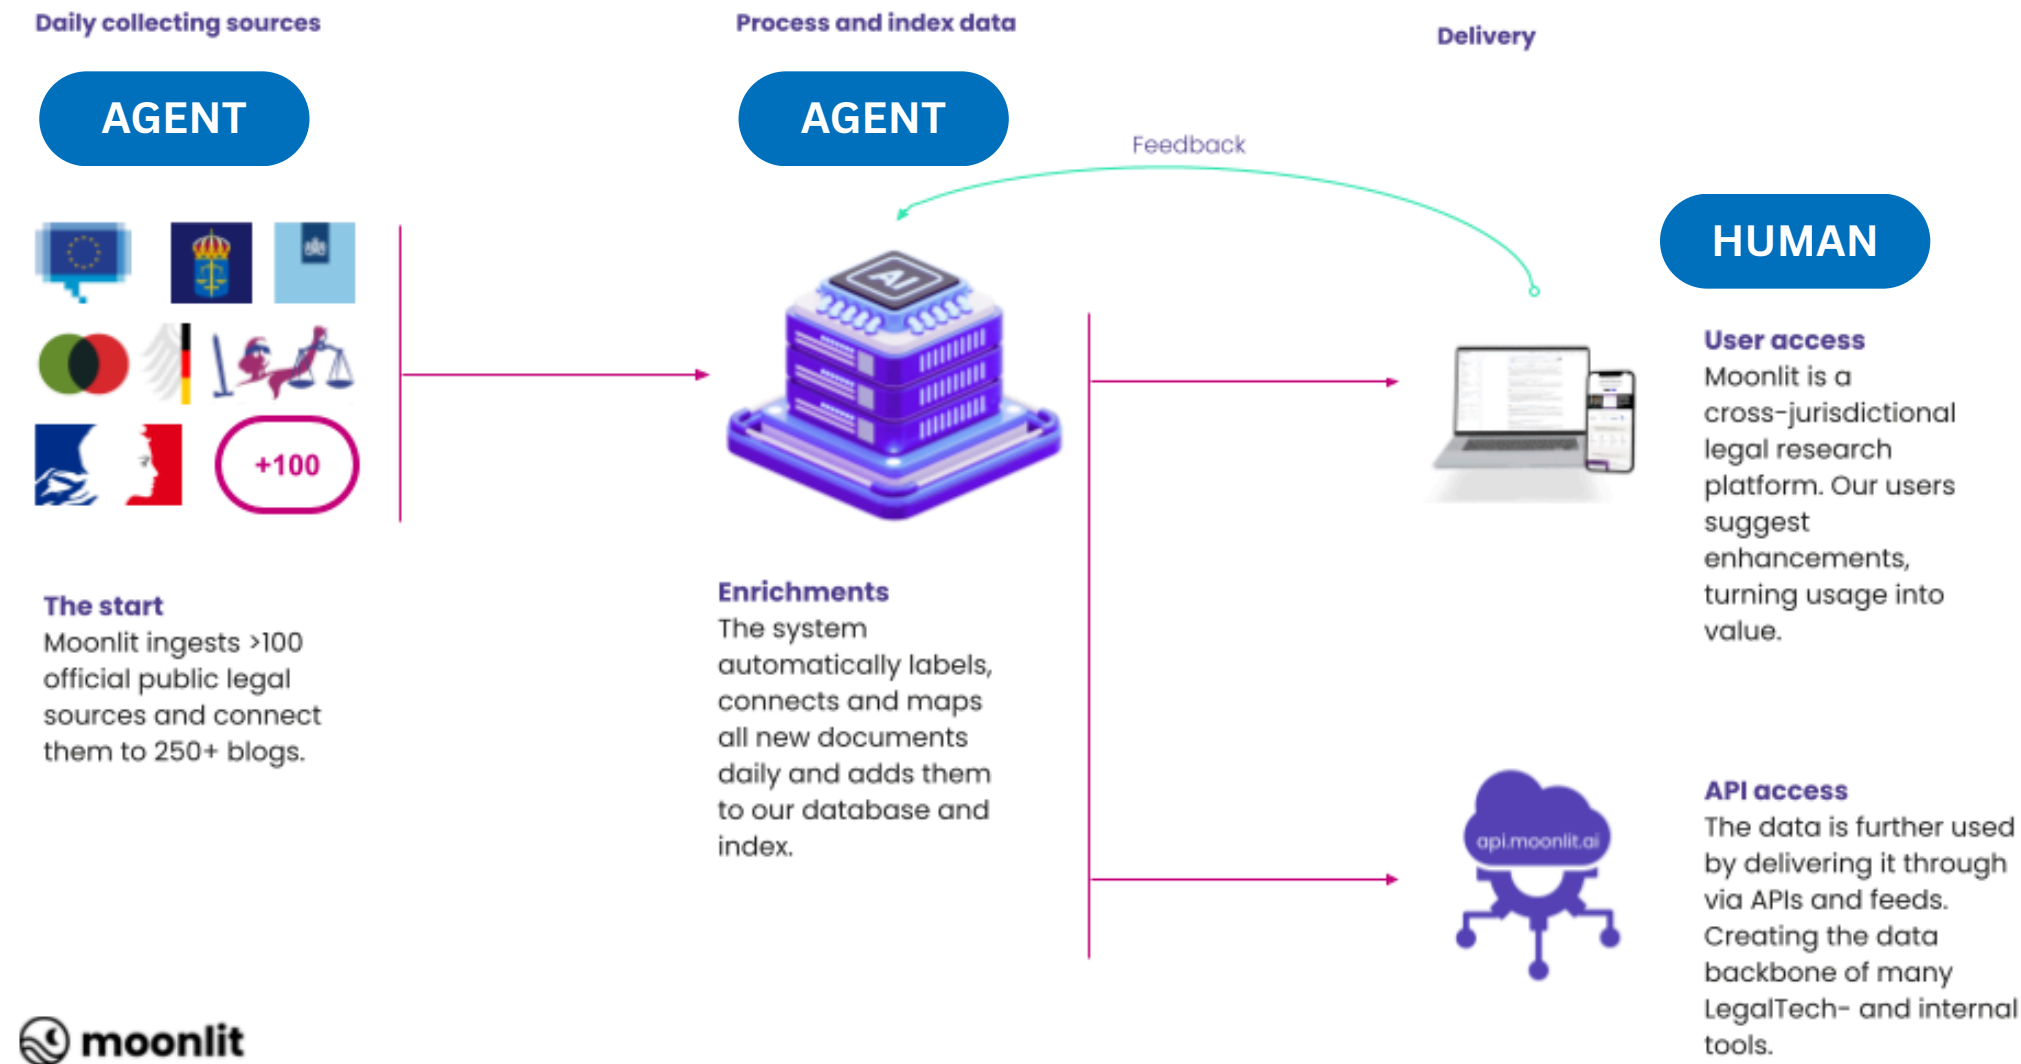 Daily collecting sources
Process and index data
Delivery
AGENT
AGENT
Feedback
HUMAN
AI
+100
The start
Moonlit ingests >100
official public legal
sources and connect
them to 250+ blogs.
Enrichments
The system
automatically labels,
connects and maps
all new documents
daily and adds them
to our database and
index.
User access
Moonlit is a
cross-jurisdictional
legal research
platform. Our users
suggest
enhancements,
turning usage into
value.
api.moonlit.ai
API access
The data is further used
by delivering it through
via APIs and feeds.
Creating the data
backbone of many
LegalTech- and internal
tools.
moonlit